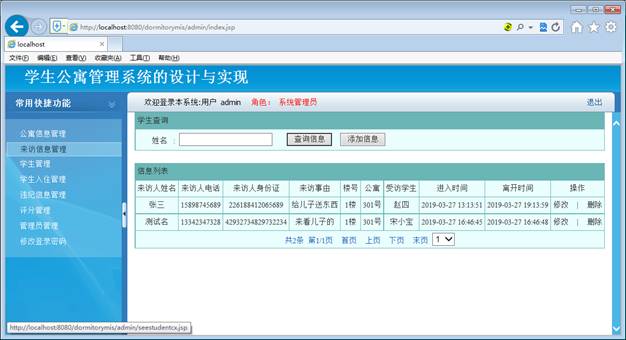 http://localhost:8080/dormitorymis/admin/index.jsp
localhost
文件(F) 编辑(E) 查看(V) 收藏夹(A) 工具(T) 帮助(H)
学生公寓管理系统的设计与实现
常用快捷功能
欢迎登录本系统:用户 admin 角色: 系统管理员 退出
公寓信息管理
来访信息管理
学生管理
学生入住管理
违纪信息管理
评分管理
管理员管理
修改登录密码
学生查询
姓名 : 查询信息 添加信息
信息列表
来访人姓名 来访人电话 来访人身份证 来访事由 楼号 公寓 受访学生 进入时间 离开时间 操作
张三 15898745689 226188412065689 给儿子送东西 1楼 301号 赵四 2019-03-27 13:13:51 2019-03-27 19:13:59 修改 | 删除
测试名 13342347328 42932734829732234 来看儿子的 1楼 301号 宋小宝 2019-03-27 16:46:45 2019-03-27 16:46:48 修改 | 删除
共2条 第1/1页 首页 上页 下页 末页 1
http://localhost:8080/dormitorymis/admin/seestudentcx.jsp